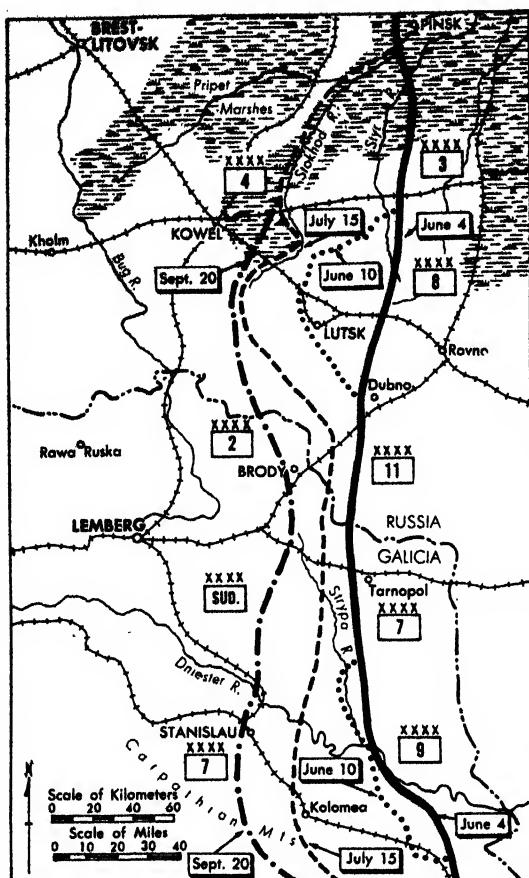 BREST-
LITOVSK
PINSK
Pripet
Marshes
Stokhod R.
Styr R.
XXXX
3
XXXX
4
KOWEL
July 15
June 4
Kholm
Bug R.
Sept. 20
June 10
XXXX
8
LUTSK
Rovno
Dubno
XXXX
2
Rawa Ruska
BRODY
XXXX
11
LEMBERG
RUSSIA
GALICIA
XXXX
SUD.
Strypa R.
Tarnopol
XXXX
7
Dniester R.
STANISLAU
XXXX
7
XXXX
9
June 10
Carpathian Mts
Kolomea
Scale of Kilometers
0 20 40 60
Scale of Miles
0 10 20 30 40
Sept. 20
July 15
June 4